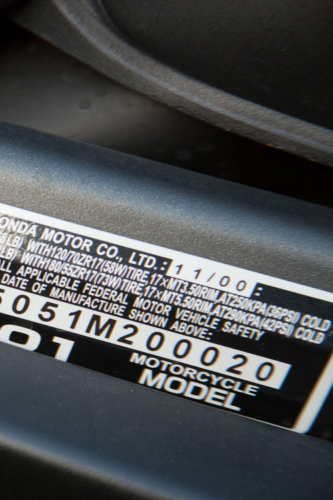 ONDA MOTOR CO., LTD.: 11/00:
LB) WITH120/70ZR17(58W)TIRE,17×MT3.50RIM,AT250KPA(36PSI) COLD
LB) WITH180/55ZR17(73W)TIRE,17×MT5.50RIM,AT290KPA(42PSI) COLD
LL APPLICABLE FEDERAL MOTOR VEHICLE SAFETY
DATE OF MANUFACTURE SHOWN ABOVE:
5051M200020
01 MOTORCYCLE
MODEL